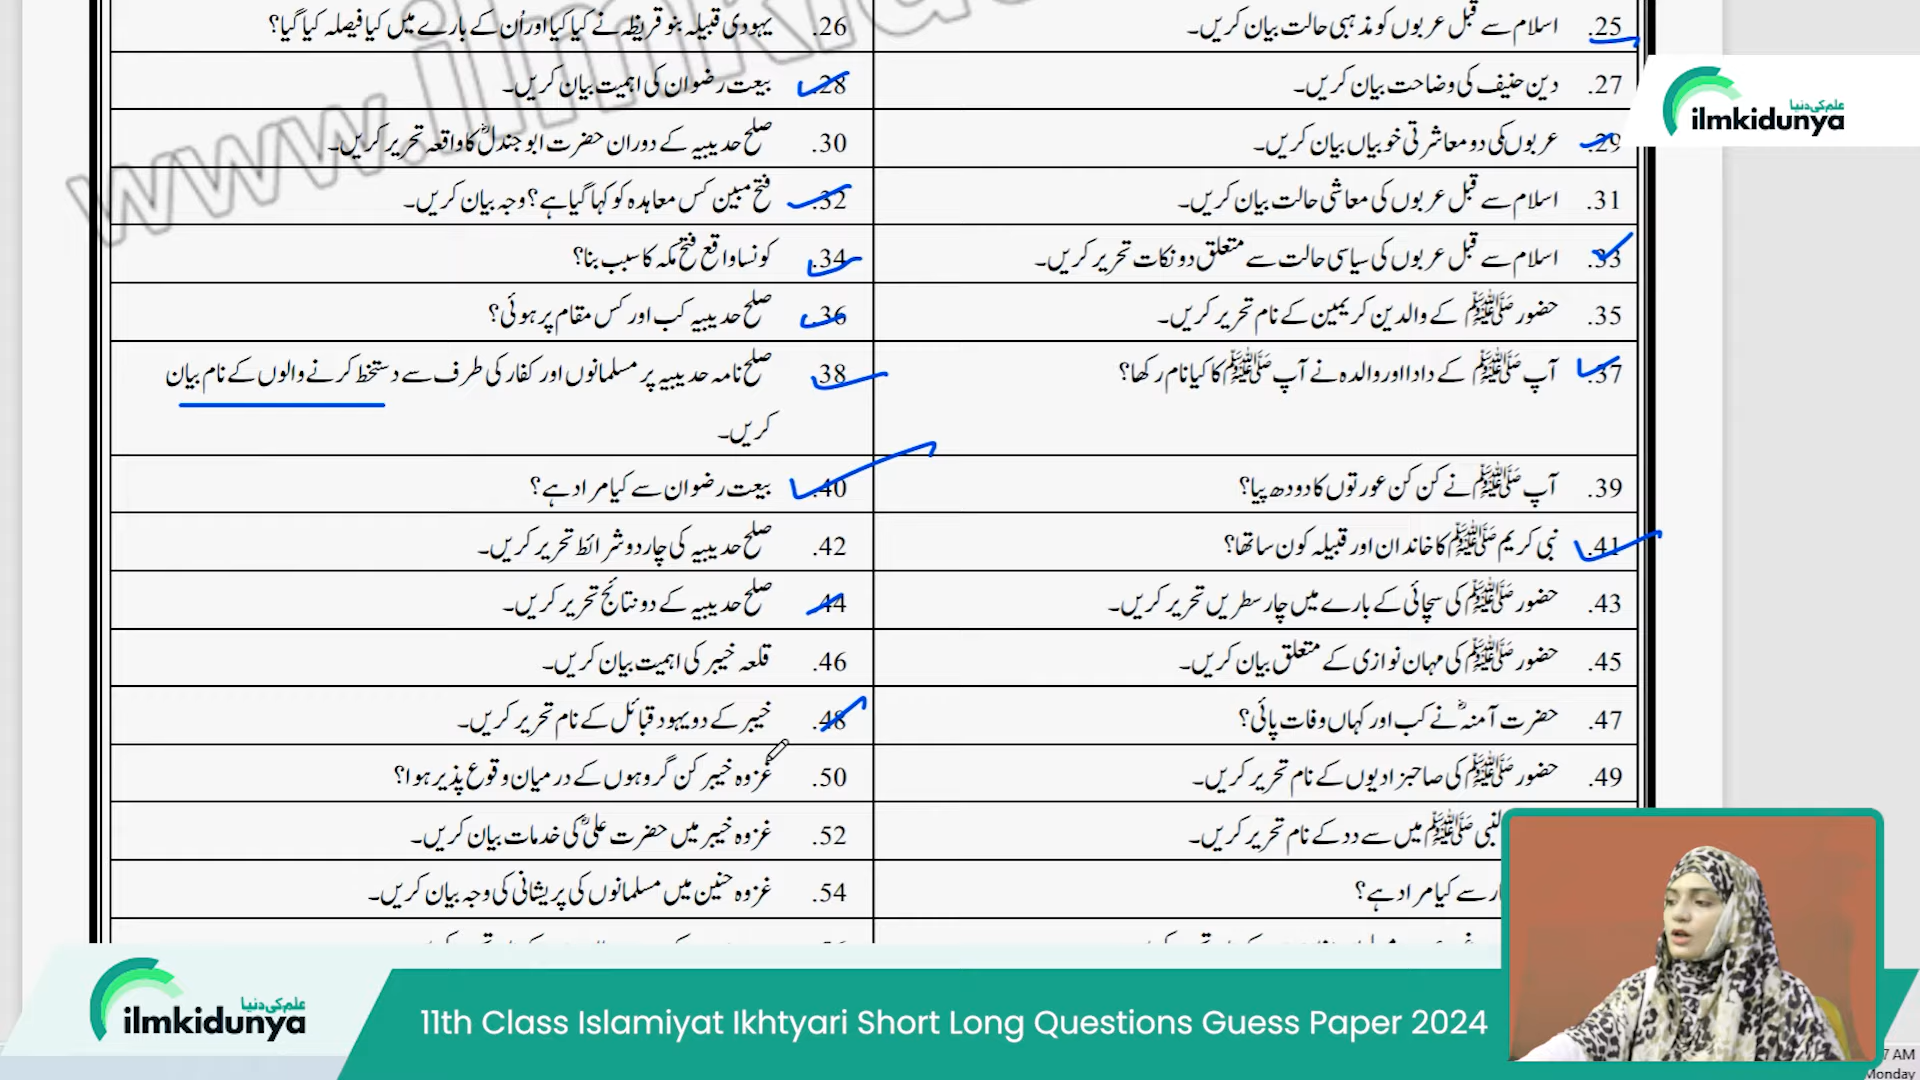 25. اسلام سے قبل عربوں کو مذہبی حالت بیان کریں۔
26. یہودی قبیلہ بنو قریظہ نے کیا کیا اور اُن کے بارے میں کیا فیصلہ کیا گیا؟
27. دین حنیف کی وضاحت بیان کریں۔
28. بیعت رضوان کی اہمیت بیان کریں۔
29. عربوں کی دو معاشرتی خوبیاں بیان کریں۔
30. صلح حدیبیہ کے دوران حضرت ابو جندلؓ کا واقعہ تحریر کریں۔
31. اسلام سے قبل عربوں کی معاشی حالت بیان کریں۔
32. فتح مبین کس معاہدہ کو کہا گیا ہے؟ وجہ بیان کریں۔
33. اسلام سے قبل عربوں کی سیاسی حالت سے متعلق دو نکات تحریر کریں۔
34. کونسا واقع فتح مکہ کا سبب بنا؟
35. حضور ﷺ کے والدین کریمین کے نام تحریر کریں۔
36. صلح حدیبیہ کب اور کس مقام پر ہوئی؟
37. آپ ﷺ کے دادا اور والدہ نے آپ ﷺ کا کیا نام رکھا؟
38. صلح نامہ حدیبیہ پر مسلمانوں اور کفار کی طرف سے دستخط کرنے والوں کے نام بیان
کریں۔
39. آپ ﷺ نے کن کن عورتوں کا دودھ پیا؟
40. بیعت رضوان سے کیا مراد ہے؟
41. نبی کریم ﷺ کا خاندان اور قبیلہ کون سا تھا؟
42. صلح حدیبیہ کی چار دو شرائط تحریر کریں۔
43. حضور ﷺ کی سچائی کے بارے میں چار سطریں تحریر کریں۔
44. صلح حدیبیہ کے دو نتائج تحریر کریں۔
45. حضور ﷺ کی مہان نوازی کے متعلق بیان کریں۔
46. قلعہ خیبر کی اہمیت بیان کریں۔
47. حضرت آمنہؓ نے کب اور کہاں وفات پائی؟
48. خیبر کے دو یہود قبائل کے نام تحریر کریں۔
49. حضور ﷺ کی صاحبزادیوں کے نام تحریر کریں۔
50. غزوہ خیبر کن گروہوں کے درمیان وقوع پذیر ہوا؟
النبی ﷺ میں سے دد کے نام تحریر کریں۔
52. غزوہ خیبر میں حضرت علیؓ کی خدمات بیان کریں۔
سے کیا مراد ہے؟
54. غزوہ حنین میں مسلمانوں کی پریشانی کی وجہ بیان کریں۔
علم کی دنیا
ilmkidunya
علم کی دنیا
ilmkidunya
11th Class Islamiyat Ikhtyari Short Long Questions Guess Paper 2024
7 AM
Monday